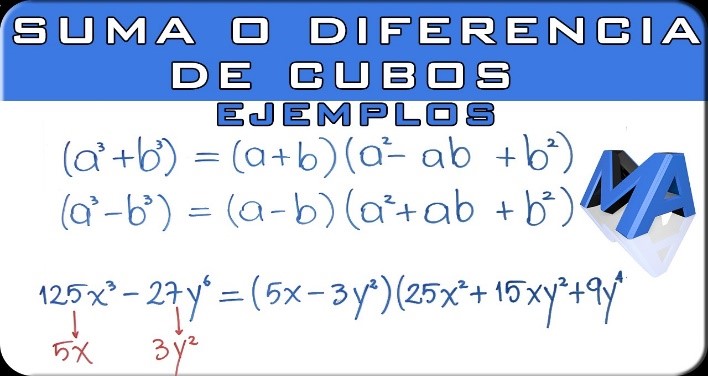 SUMA O DIFERENCIA
DE CUBOS
EJEMPLOS
(a³+b³) = (a+b)(a²- ab +b²)
(a³-b³) = (a-b)(a²+ab +b²)
MA
125x³-27y⁶=(5x-3y²)(25x²+15xy²+9y⁴
5x 3y²